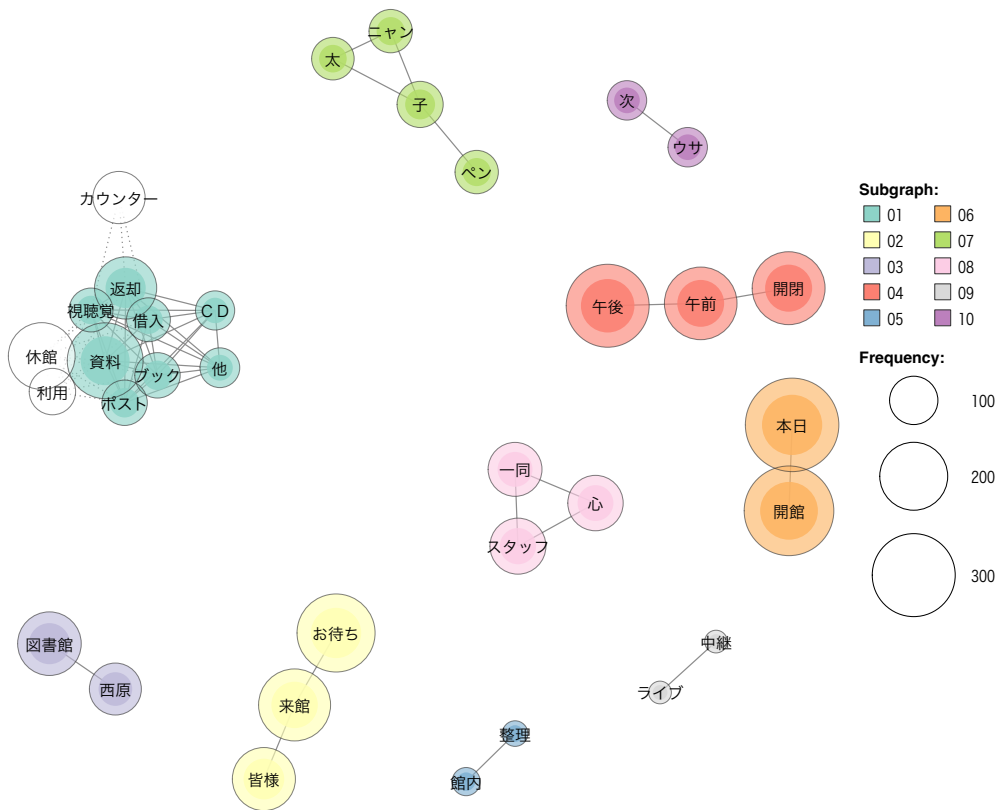 ニャン
太
子
ペン
次
ウサ
カウンター
返却
視聴覚
借入
ＣＤ
休館
資料
ブック
他
利用
ポスト
午後
午前
開閉
本日
開館
一同
心
スタッフ
図書館
西原
お待ち
来館
皆様
中継
ライブ
整理
館内
Subgraph:
01 06
02 07
03 08
04 09
05 10
Frequency:
100
200
300